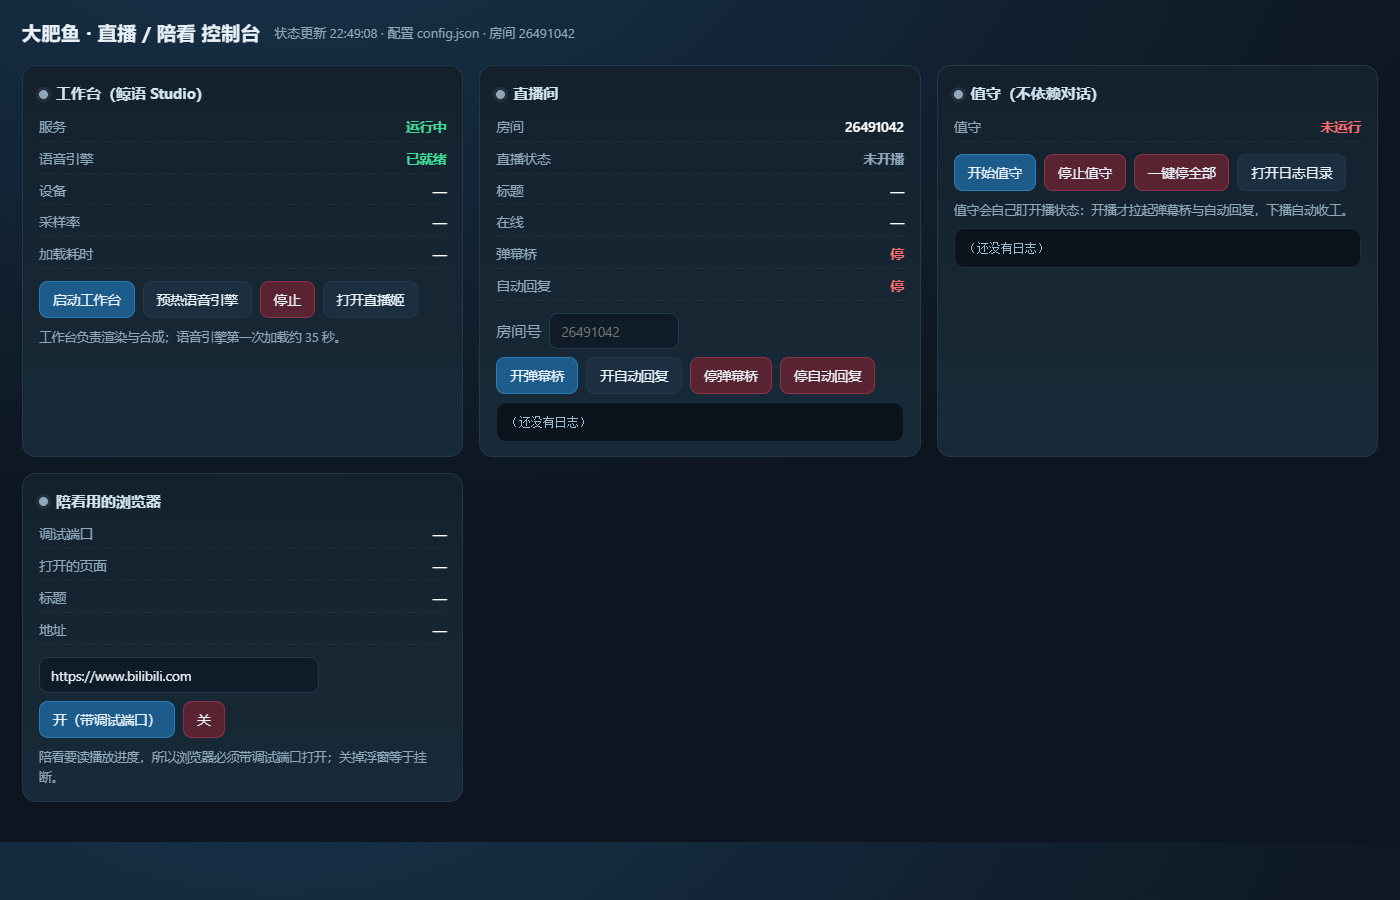 大肥鱼 · 直播 / 陪看 控制台 状态更新 22:49:08 · 配置 config.json · 房间 26491042
工作台（鲸语 Studio）
服务 运行中
语音引擎 已就绪
设备 —
采样率 —
加载耗时 —
启动工作台 预热语音引擎 停止 打开直播姬
工作台负责渲染与合成；语音引擎第一次加载约 35 秒。
直播间
房间 26491042
直播状态 未开播
标题 —
在线 —
弹幕桥 停
自动回复 停
房间号 26491042
开弹幕桥 开自动回复 停弹幕桥 停自动回复
（还没有日志）
值守（不依赖对话）
值守 未运行
开始值守 停止值守 一键停全部 打开日志目录
值守会自己盯开播状态：开播才拉起弹幕桥与自动回复，下播自动收工。
（还没有日志）
陪看用的浏览器
调试端口 —
打开的页面 —
标题 —
地址 —
https://www.bilibili.com
开（带调试端口） 关
陪看要读播放进度，所以浏览器必须带调试端口打开；关掉浮窗等于挂
断。